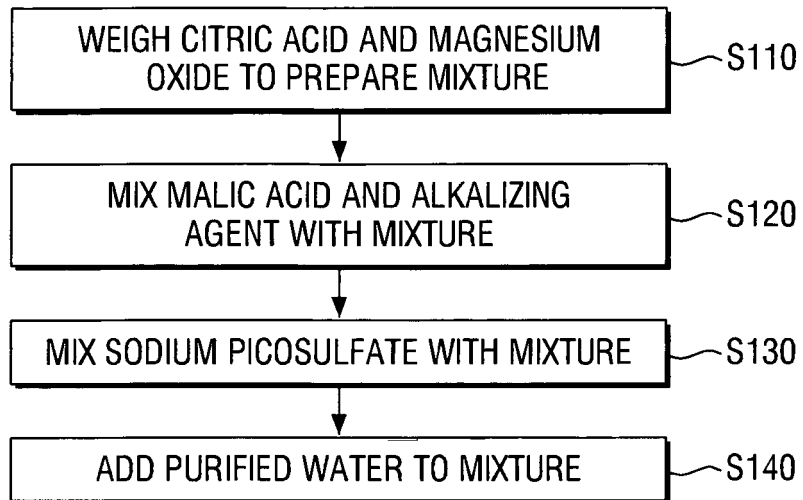 WEIGH CITRIC ACID AND MAGNESIUM
OXIDE TO PREPARE MIXTURE
S110
MIX MALIC ACID AND ALKALIZING
AGENT WITH MIXTURE
S120
MIX SODIUM PICOSULFATE WITH MIXTURE
S130
ADD PURIFIED WATER TO MIXTURE
S140